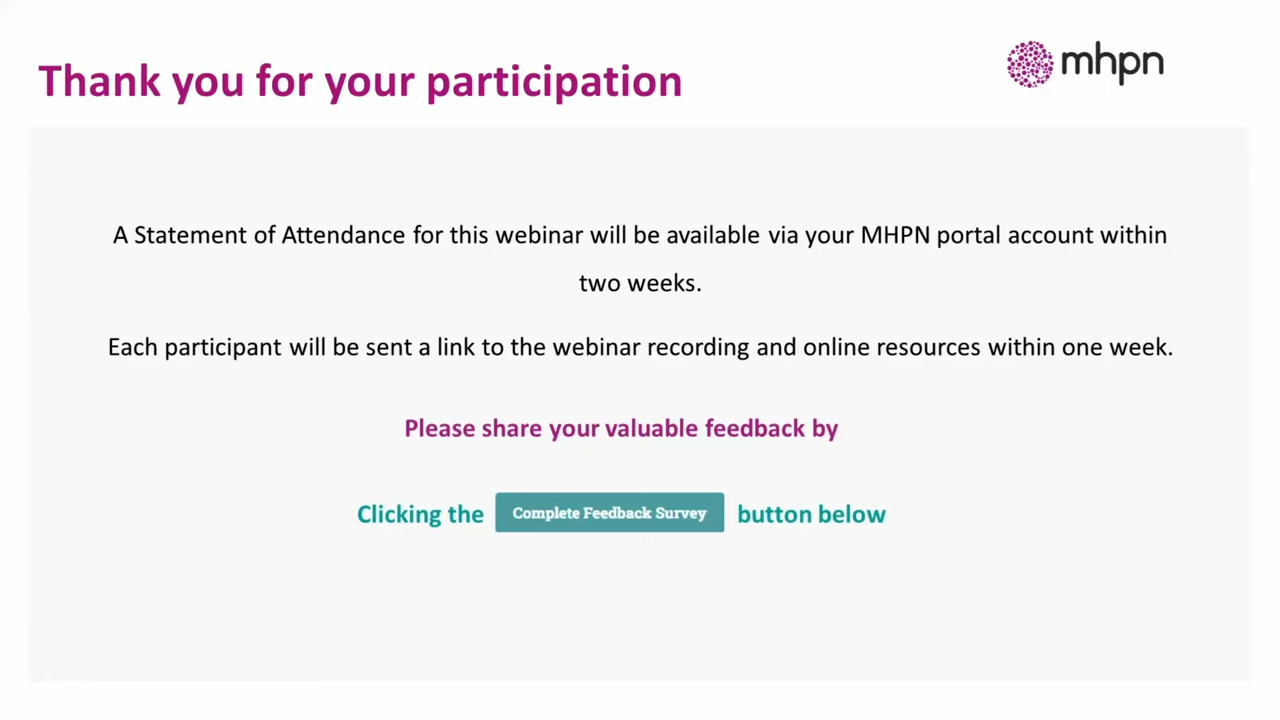 Thank you for your participation
mhpn
A Statement of Attendance for this webinar will be available via your MHPN portal account within
two weeks.
Each participant will be sent a link to the webinar recording and online resources within one week.
Please share your valuable feedback by
Clicking the Complete Feedback Survey button below